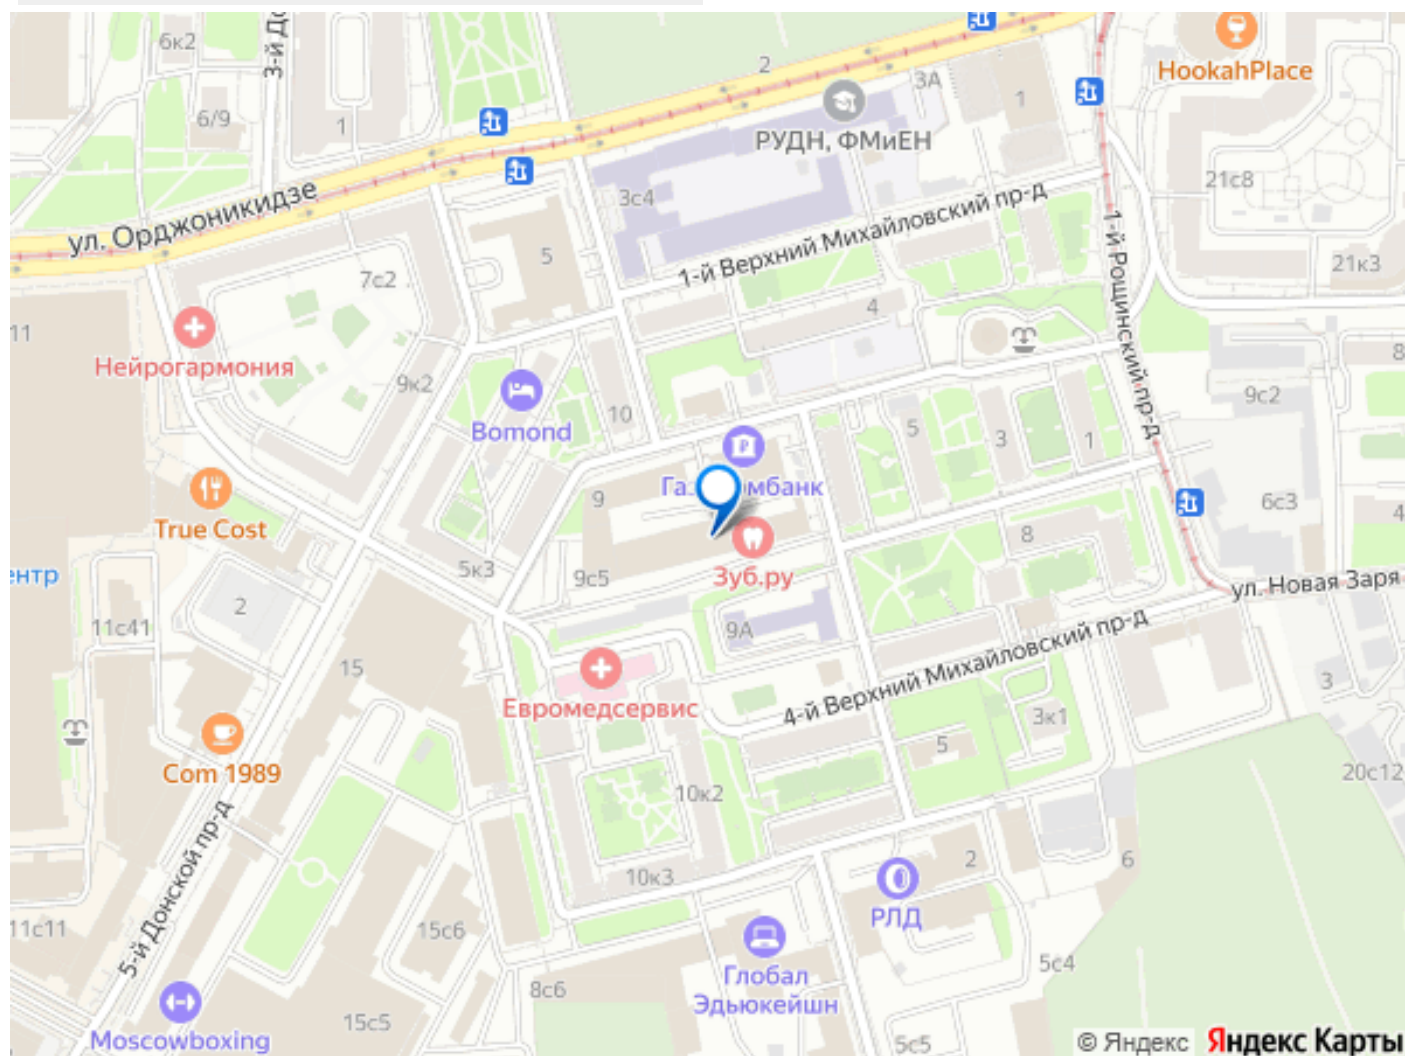 6к2
3-й До
2
HookahPlace
3А
1
6/9
1
РУДН, ФМиЕН
3с4
21с8
ул. Орджоникидзе
1-й Верхний Михайловский пр-д
1-й Рощинский пр-д
5
7с2
21к3
4
11
Нейрогармония
9к2
8
9с2
Bomond
10
5
3
1
Га
мбанк
9
True Cost
6с3
4
8
ентр
5к3
9с5
Зуб.ру
ул. Новая Заря
2
11с41
9А
4-й Верхний Михайловский пр-д
15
Евромедсервис
3
3к1
5
Com 1989
20с12
10к2
5-й Донской пр-д
2
6
10к3
РЛД
11с11
15с6
5с4
Глобал
Эдьюкейшн
8с6
15с5
Moscowboxing
5с5
© Яндекс Яндекс Карты